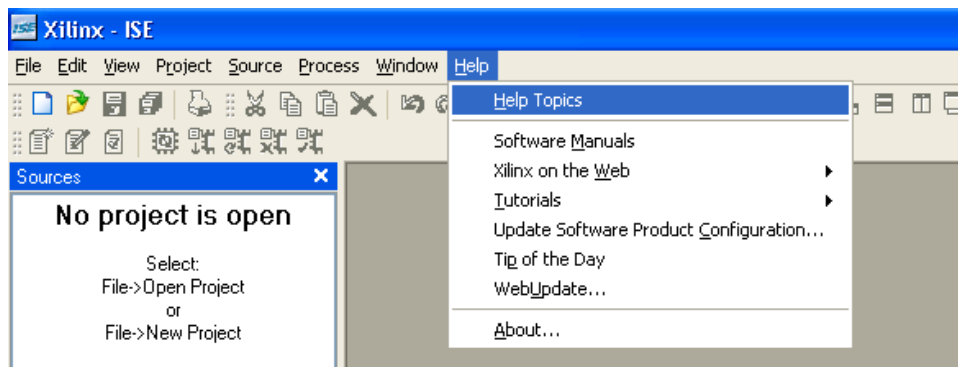 ISE Xilinx - ISE
File Edit View Project Source Process Window Help
Help Topics
Software Manuals
Xilinx on the Web
Tutorials
Update Software Product Configuration...
Tip of the Day
WebUpdate...
About...
Sources
No project is open
Select:
File->Open Project
or
File->New Project